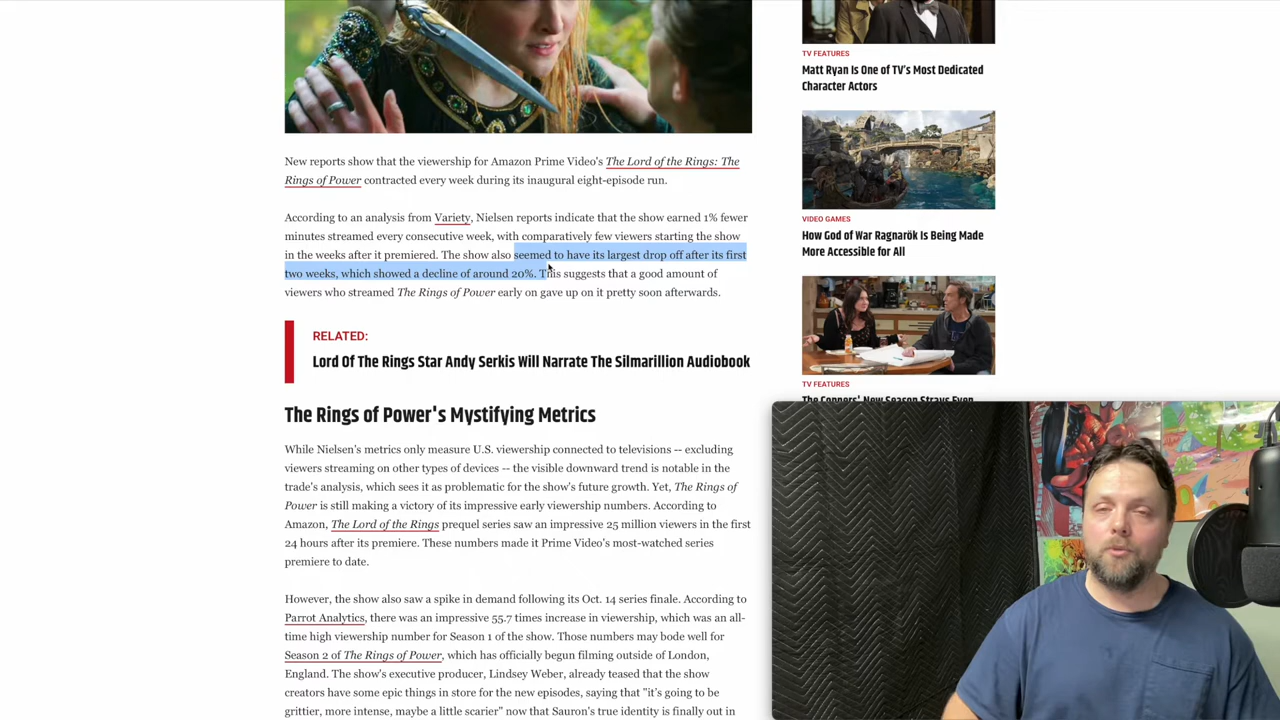 New reports show that the viewership for Amazon Prime Video's The Lord of the Rings: The
Rings of Power contracted every week during its inaugural eight-episode run.
According to an analysis from Variety, Nielsen reports indicate that the show earned 1% fewer
minutes streamed every consecutive week, with comparatively few viewers starting the show
in the weeks after it premiered. The show also seemed to have its largest drop off after its first
two weeks, which showed a decline of around 20%. This suggests that a good amount of
viewers who streamed The Rings of Power early on gave up on it pretty soon afterwards.
RELATED:
Lord Of The Rings Star Andy Serkis Will Narrate The Silmarillion Audiobook
The Rings of Power's Mystifying Metrics
While Nielsen's metrics only measure U.S. viewership connected to televisions -- excluding
viewers streaming on other types of devices -- the visible downward trend is notable in the
trade's analysis, which sees it as problematic for the show's future growth. Yet, The Rings of
Power is still making a victory of its impressive early viewership numbers. According to
Amazon, The Lord of the Rings prequel series saw an impressive 25 million viewers in the first
24 hours after its premiere. These numbers made it Prime Video's most-watched series
premiere to date.
However, the show also saw a spike in demand following its Oct. 14 series finale. According to
Parrot Analytics, there was an impressive 55.7 times increase in viewership, which was an all-
time high viewership number for Season 1 of the show. Those numbers may bode well for
Season 2 of The Rings of Power, which has officially begun filming outside of London,
England. The show's executive producer, Lindsey Weber, already teased that the show
creators have some epic things in store for the new episodes, saying that "it's going to be
grittier, more intense, maybe a little scarier" now that Sauron's true identity is finally out in
TV FEATURES
Matt Ryan Is One of TV's Most Dedicated
Character Actors
VIDEO GAMES
How God of War Ragnarök Is Being Made
More Accessible for All
TV FEATURES
The Conners' New Season Strays Even